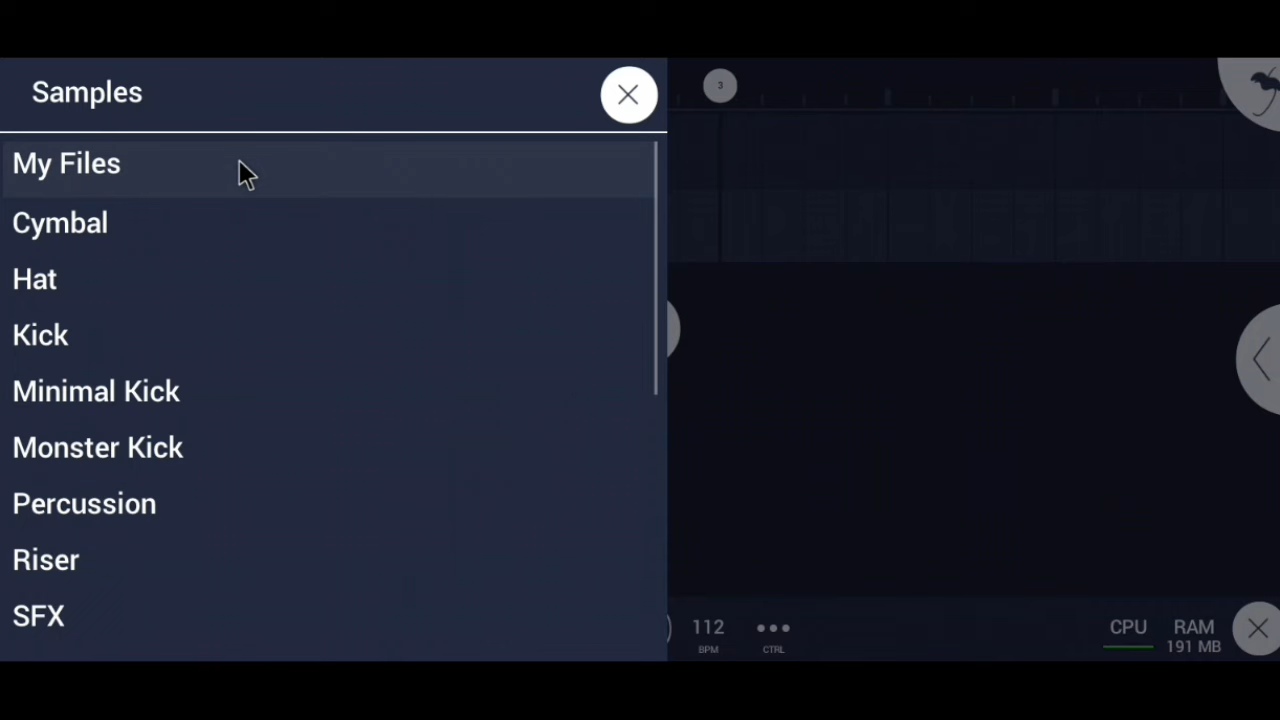 Samples
My Files
Cymbal
Hat
Kick
Minimal Kick
Monster Kick
Percussion
Riser
SFX
3
112
BPM
CTRL
CPU
RAM
191 MB